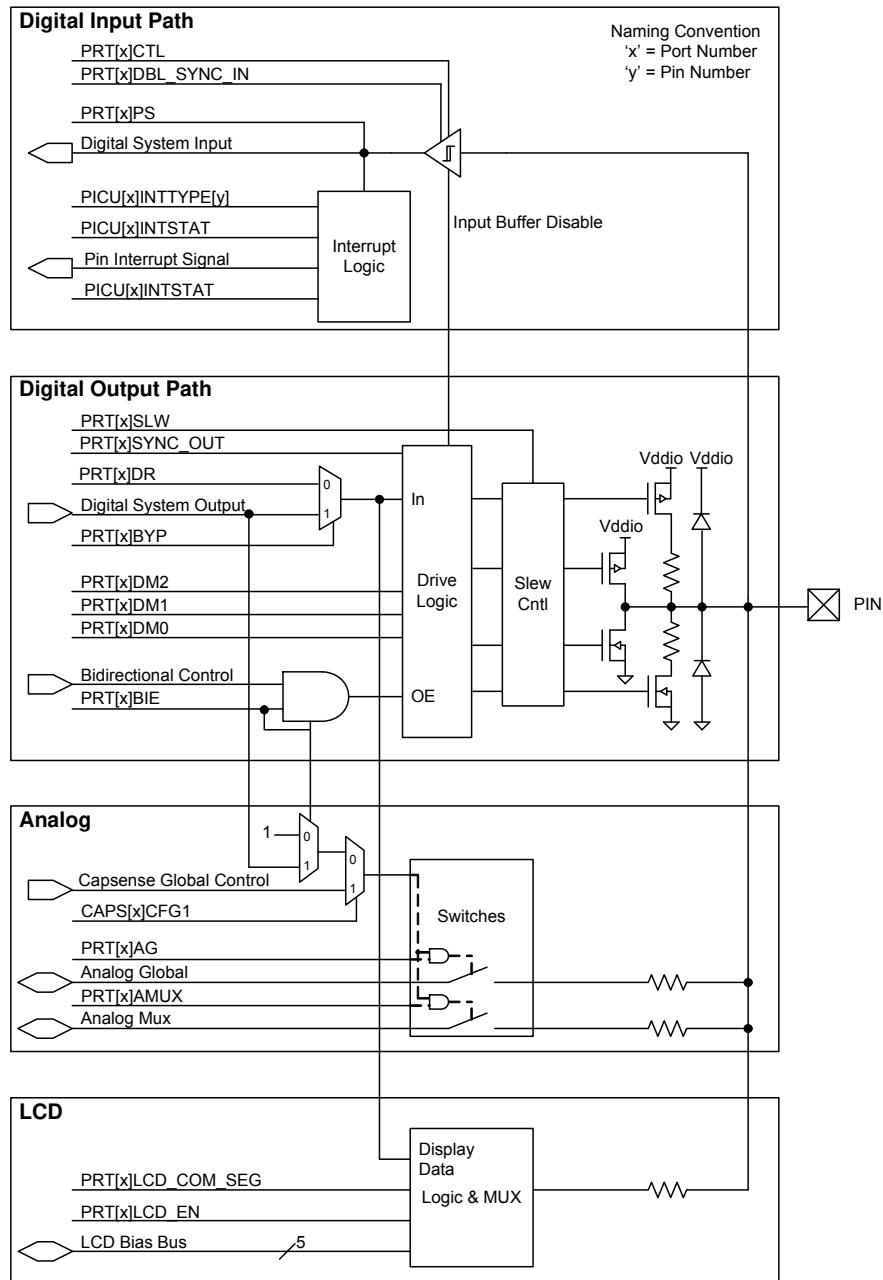 Digital Input Path
Naming Convention
'x' = Port Number
'y' = Pin Number
PRT[x]CTL
PRT[x]DBL_SYNC_IN
PRT[x]PS
Digital System Input
PICU[x]INTTYPE[y]
PICU[x]INTSTAT
Pin Interrupt Signal
PICU[x]INTSTAT
Interrupt
Logic
Input Buffer Disable
Digital Output Path
PRT[x]SLW
PRT[x]SYNC_OUT
PRT[x]DR
Digital System Output
PRT[x]BYP
0
1
PRT[x]DM2
PRT[x]DM1
PRT[x]DM0
Bidirectional Control
PRT[x]BIE
In
Drive
Logic
OE
Slew
Cntl
Vddio
Vddio
Vddio
PIN
Analog
1
0
1
0
1
Capsense Global Control
CAPS[x]CFG1
Switches
PRT[x]AG
Analog Global
PRT[x]AMUX
Analog Mux
LCD
Display
Data
Logic & MUX
PRT[x]LCD_COM_SEG
PRT[x]LCD_EN
LCD Bias Bus
5